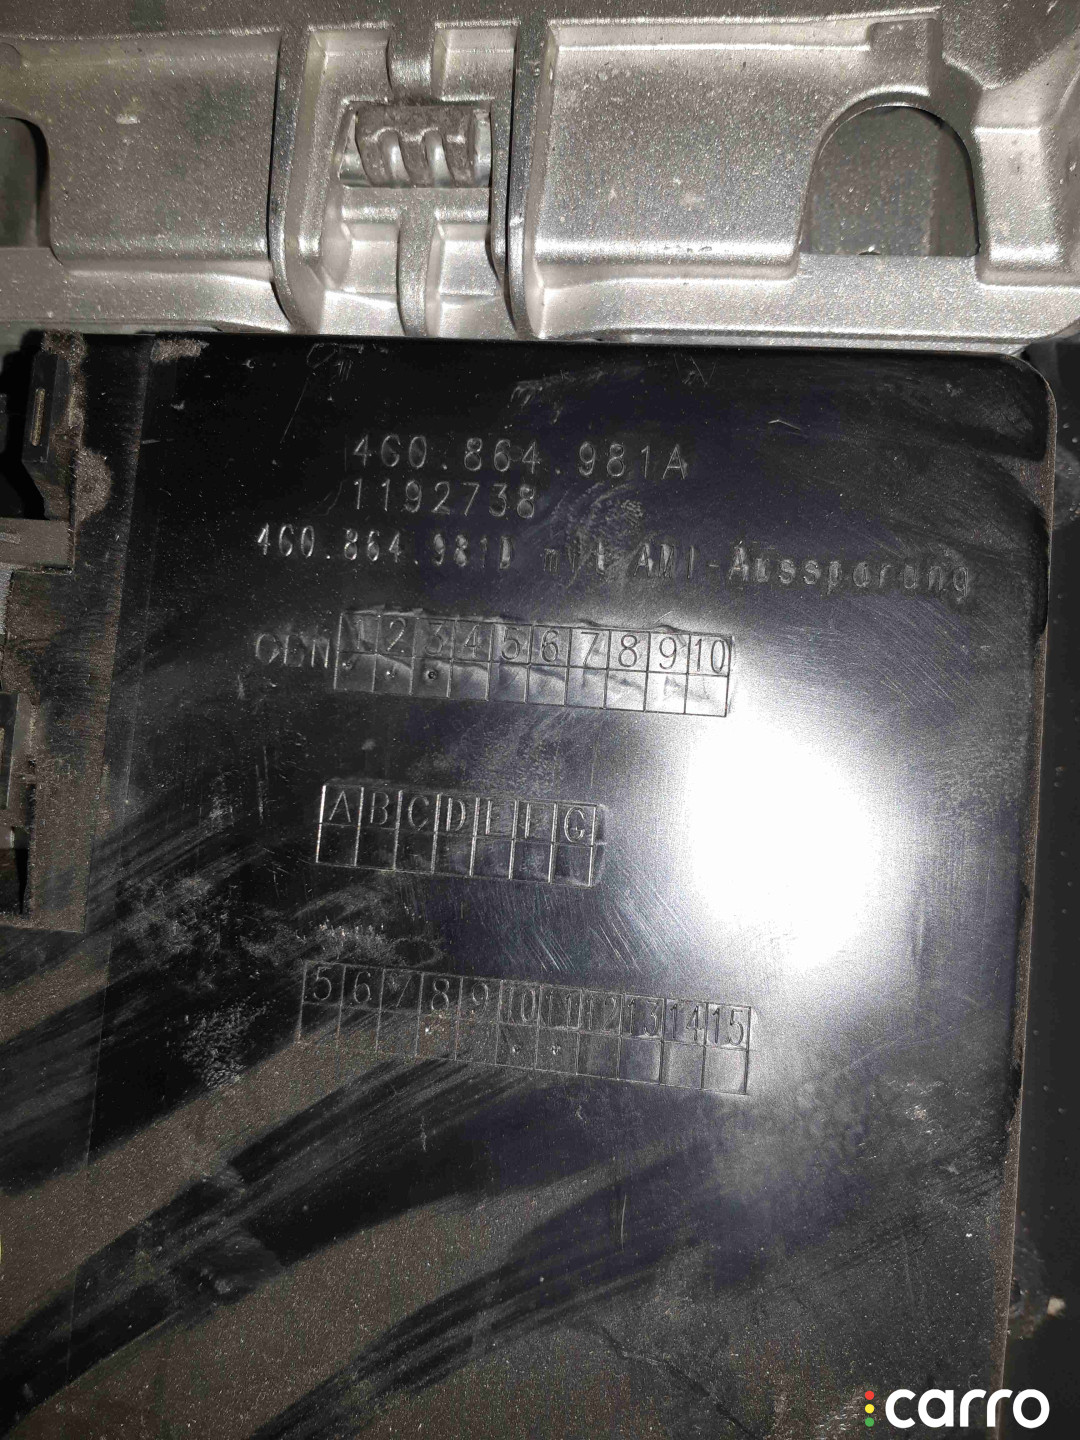 4G0.864.981A
1192738
4G0.864.981D mit AMI-Aussparung
GEN 1 2 3 4 5 6 7 8 9 10
A B C D E F G
5 6 7 8 9 10 11 12 13 14 15
carro